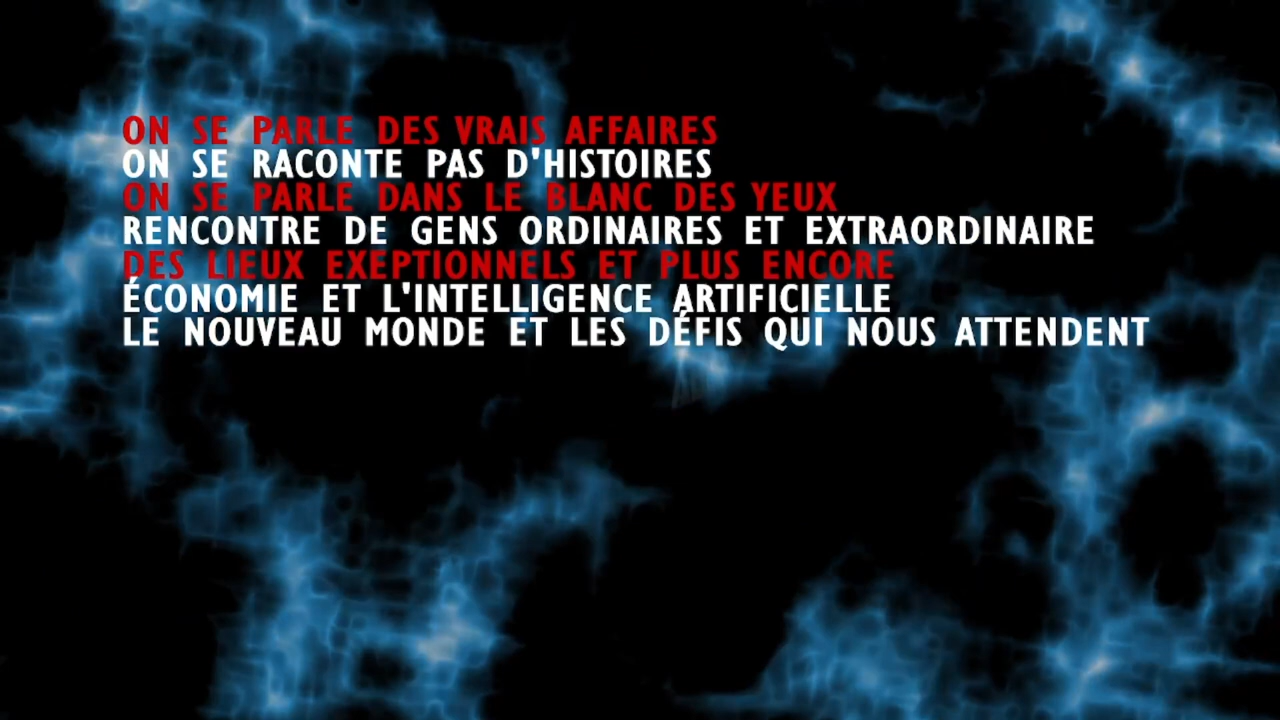 ON SE PARLE DES VRAIS AFFAIRES
ON SE RACONTE PAS D'HISTOIRES
ON SE PARLE DANS LE BLANC DES YEUX
RENCONTRE DE GENS ORDINAIRES ET EXTRAORDINAIRE
DES LIEUX EXEPTIONNELS ET PLUS ENCORE
ÉCONOMIE ET L'INTELLIGENCE ARTIFICIELLE
LE NOUVEAU MONDE ET LES DÉFIS QUI NOUS ATTENDENT